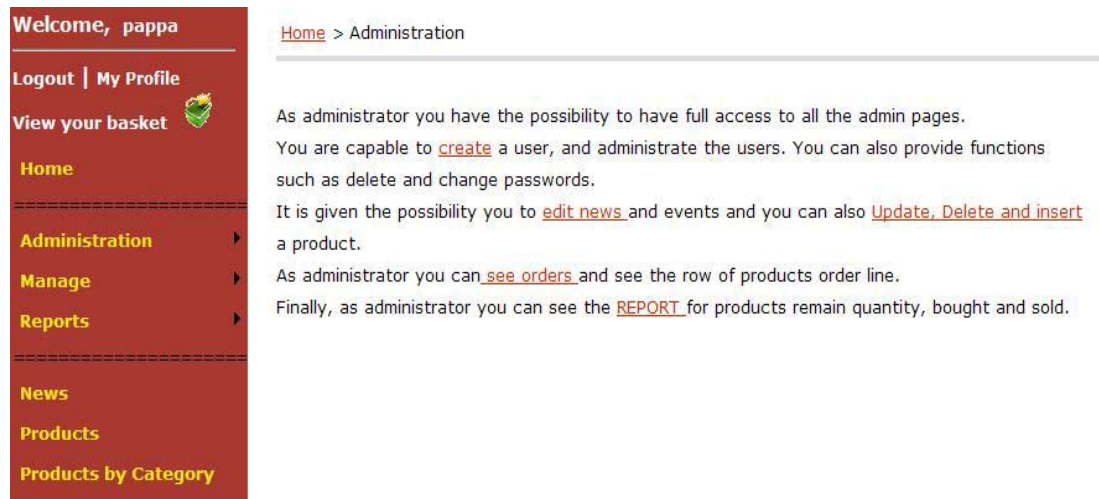 Welcome, pappa
Logout | My Profile
View your basket
Home
Administration
Manage
Reports
News
Products
Products by Category
Home > Administration
As administrator you have the possibility to have full access to all the admin pages.
You are capable to create a user, and administrate the users. You can also provide functions
such as delete and change passwords.
It is given the possibility you to edit news and events and you can also Update, Delete and insert
a product.
As administrator you can see orders and see the row of products order line.
Finally, as administrator you can see the REPORT for products remain quantity, bought and sold.